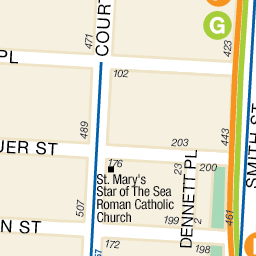 COURT
G
471
423
PL
102
489
443
203
UER ST
176
200
St. Mary's
Star of The Sea
Roman Catholic
Church
DENNETT PL
23
SMITH ST
507
461
199
2
N ST
172
198